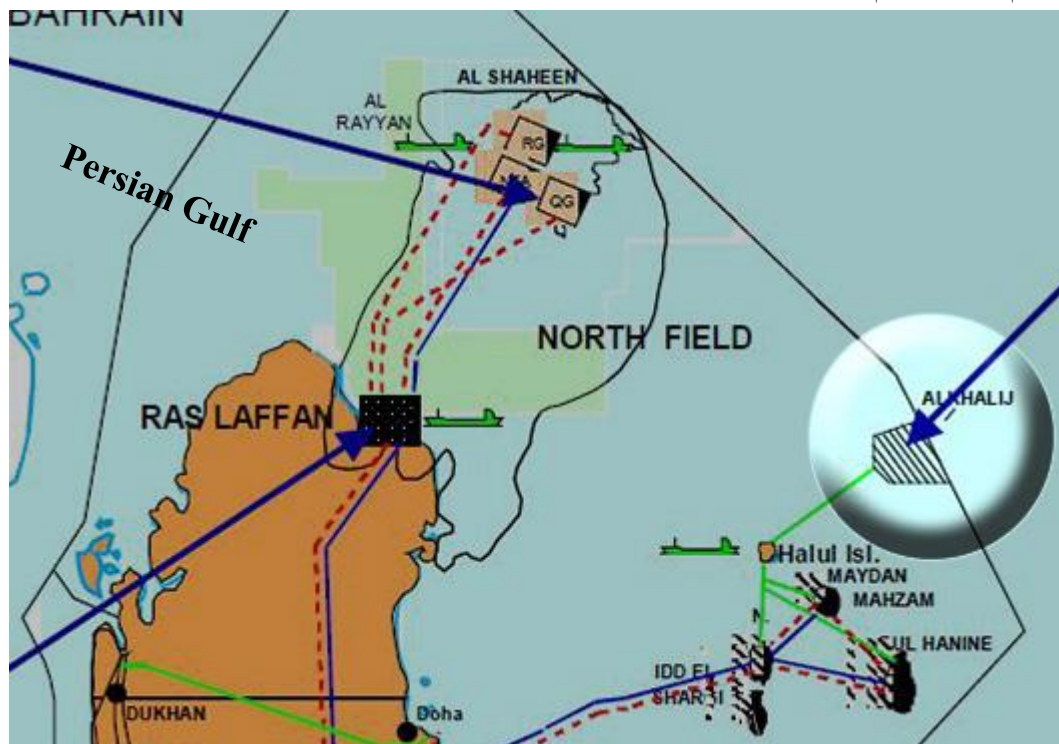 BAHRAIN
AL SHAHEEN
AL
RAYYAN
RG
Persian Gulf
QG
NORTH FIELD
RAS LAFFAN
ALKHALIJ
Halul Isl.
MAYDAN
MAHZAM
N.
UL HANINE
IDD EL
SHARGI
DUKHAN
Doha